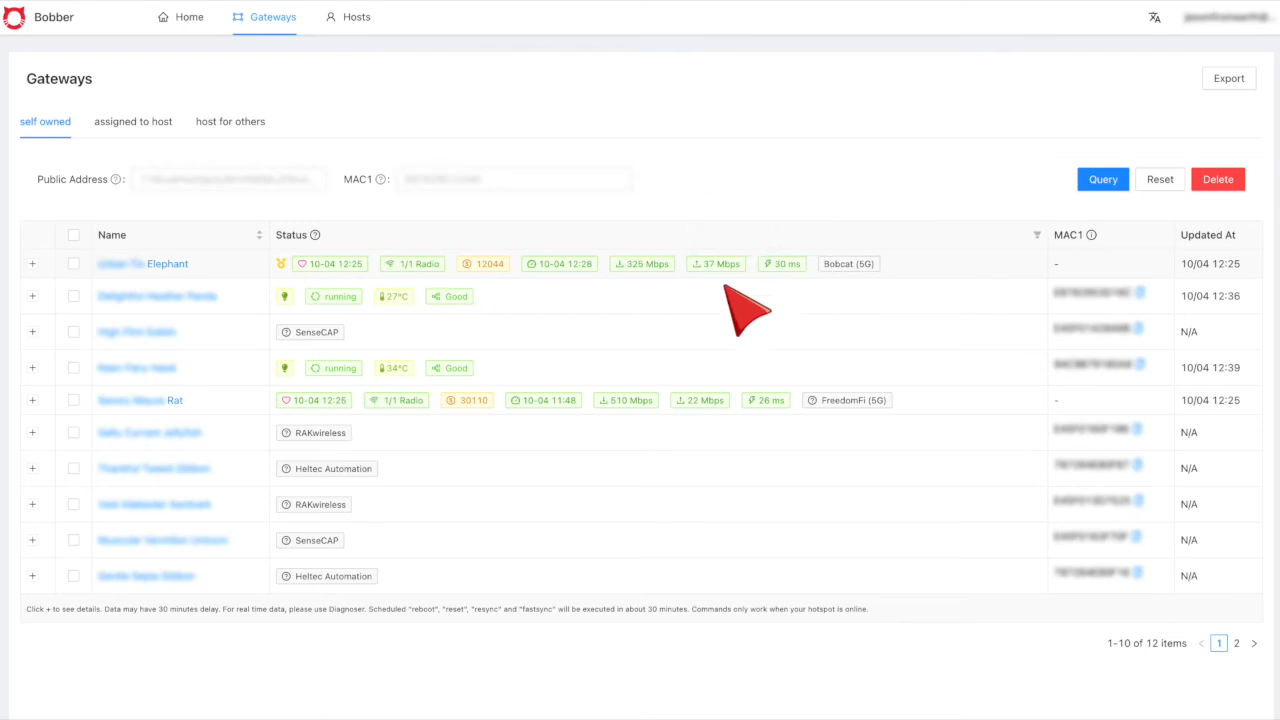 Bobber Home Gateways Hosts
Gateways Export
self owned assigned to host host for others
Public Address : MAC1 : Query Reset Delete
Name Status MAC1 Updated At
Elephant 10-04 12:25 1/1 Radio 12044 10-04 12:28 325 Mbps 37 Mbps 30 ms Bobcat (5G) - 10/04 12:25
running 27°C Good 10/04 12:36
SenseCAP N/A
running 34°C Good 10/04 12:39
Rat 10-04 12:25 1/1 Radio 30110 10-04 11:48 510 Mbps 22 Mbps 26 ms FreedomFi (5G) - 10/04 12:25
RAKwireless N/A
Heltec Automation N/A
RAKwireless N/A
SenseCAP N/A
Heltec Automation N/A
Click + to see details. Data may have 30 minutes delay. For real time data, please use Diagnoser. Scheduled "reboot", "reset", "resync" and "fastsync" will be executed in about 30 minutes. Commands only work when your hotspot is online.
1-10 of 12 items < 1 2 >